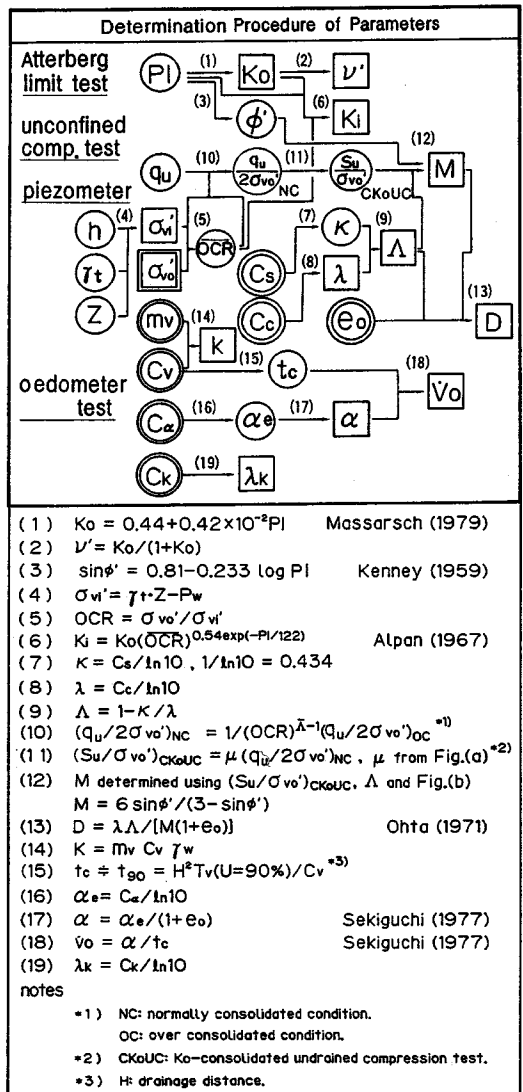 Determination Procedure of Parameters
Atterberg limit test
PI (1) Ko (2) ν'
(3) φ' (6) Ki
unconfined comp. test
(12) M
qu (10) qu/2σvo' NC (11) Su/σvo' CKoUC
piezometer
h (4) σvi' (5) OCR (7) κ (9) Λ
γt σvo' Cs (8) λ
Z Cc eo (13) D
mv (14) K
Cv (15) tc (18) V̇o
oedometer test
Cα (16) αe (17) α
Ck (19) λk
(1) Ko = 0.44+0.42×10⁻²PI Massarsch (1979)
(2) ν' = Ko/(1+Ko)
(3) sinφ' = 0.81-0.233 log PI Kenney (1959)
(4) σvi' = γt·Z-Pw
(5) OCR = σvo'/σvi'
(6) Ki = Ko(OCR)^0.54exp(-PI/122) Alpan (1967)
(7) κ = Cs/ln10 , 1/ln10 = 0.434
(8) λ = Cc/ln10
(9) Λ = 1-κ/λ
(10) (qu/2σvo')NC = 1/(OCR)^Λ-1(qu/2σvo')OC *1)
(11) (Su/σvo')CKoUC = μ(qu/2σvo')NC , μ from Fig.(a)*2)
(12) M determined using (Su/σvo')CKoUC, Λ and Fig.(b)
M = 6 sinφ'/(3-sinφ')
(13) D = λΛ/[M(1+eo)] Ohta (1971)
(14) K = mv Cv γw
(15) tc ≑ t90 = H²Tv(U=90%)/Cv *3)
(16) αe= Cα/ln10
(17) α = αe/(1+eo) Sekiguchi (1977)
(18) v̇o = α/tc Sekiguchi (1977)
(19) λk = Ck/ln10
notes
*1) NC: normally consolidated condition.
OC: over consolidated condition.
*2) CKoUC: Ko-consolidated undrained compression test.
*3) H: drainage distance.